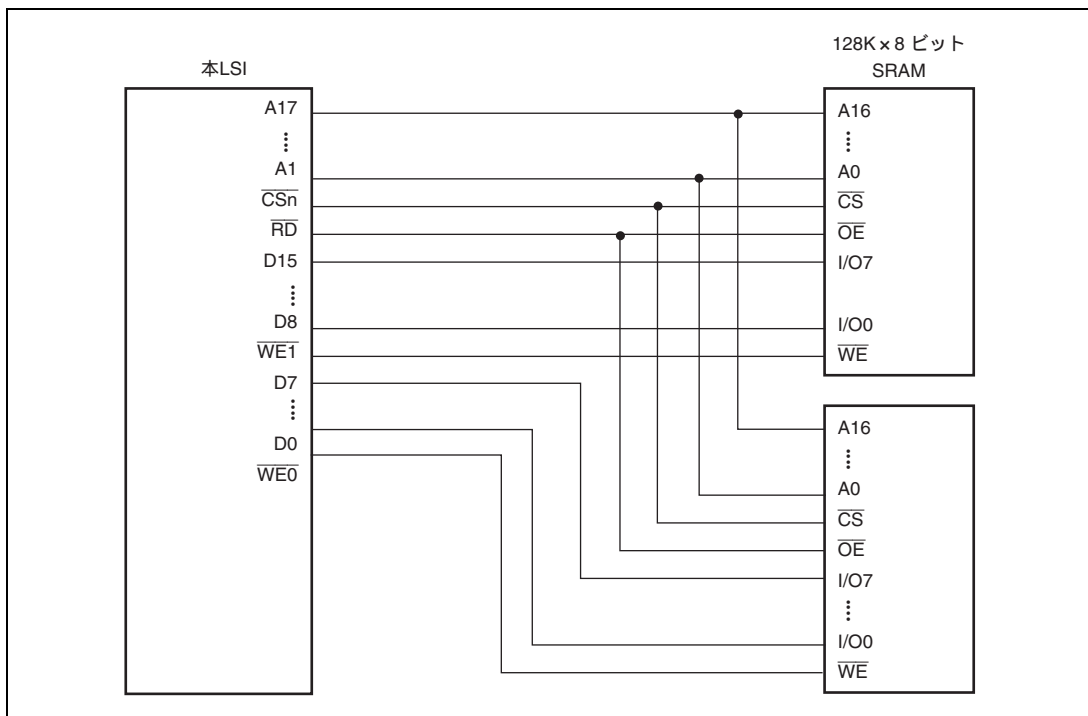 本LSI
A17
A1
CSn
RD
D15
D8
WE1
D7
D0
WE0
128K×8 ビット
SRAM
A16
A0
CS
OE
I/O7
I/O0
WE
A16
A0
CS
OE
I/O7
I/O0
WE